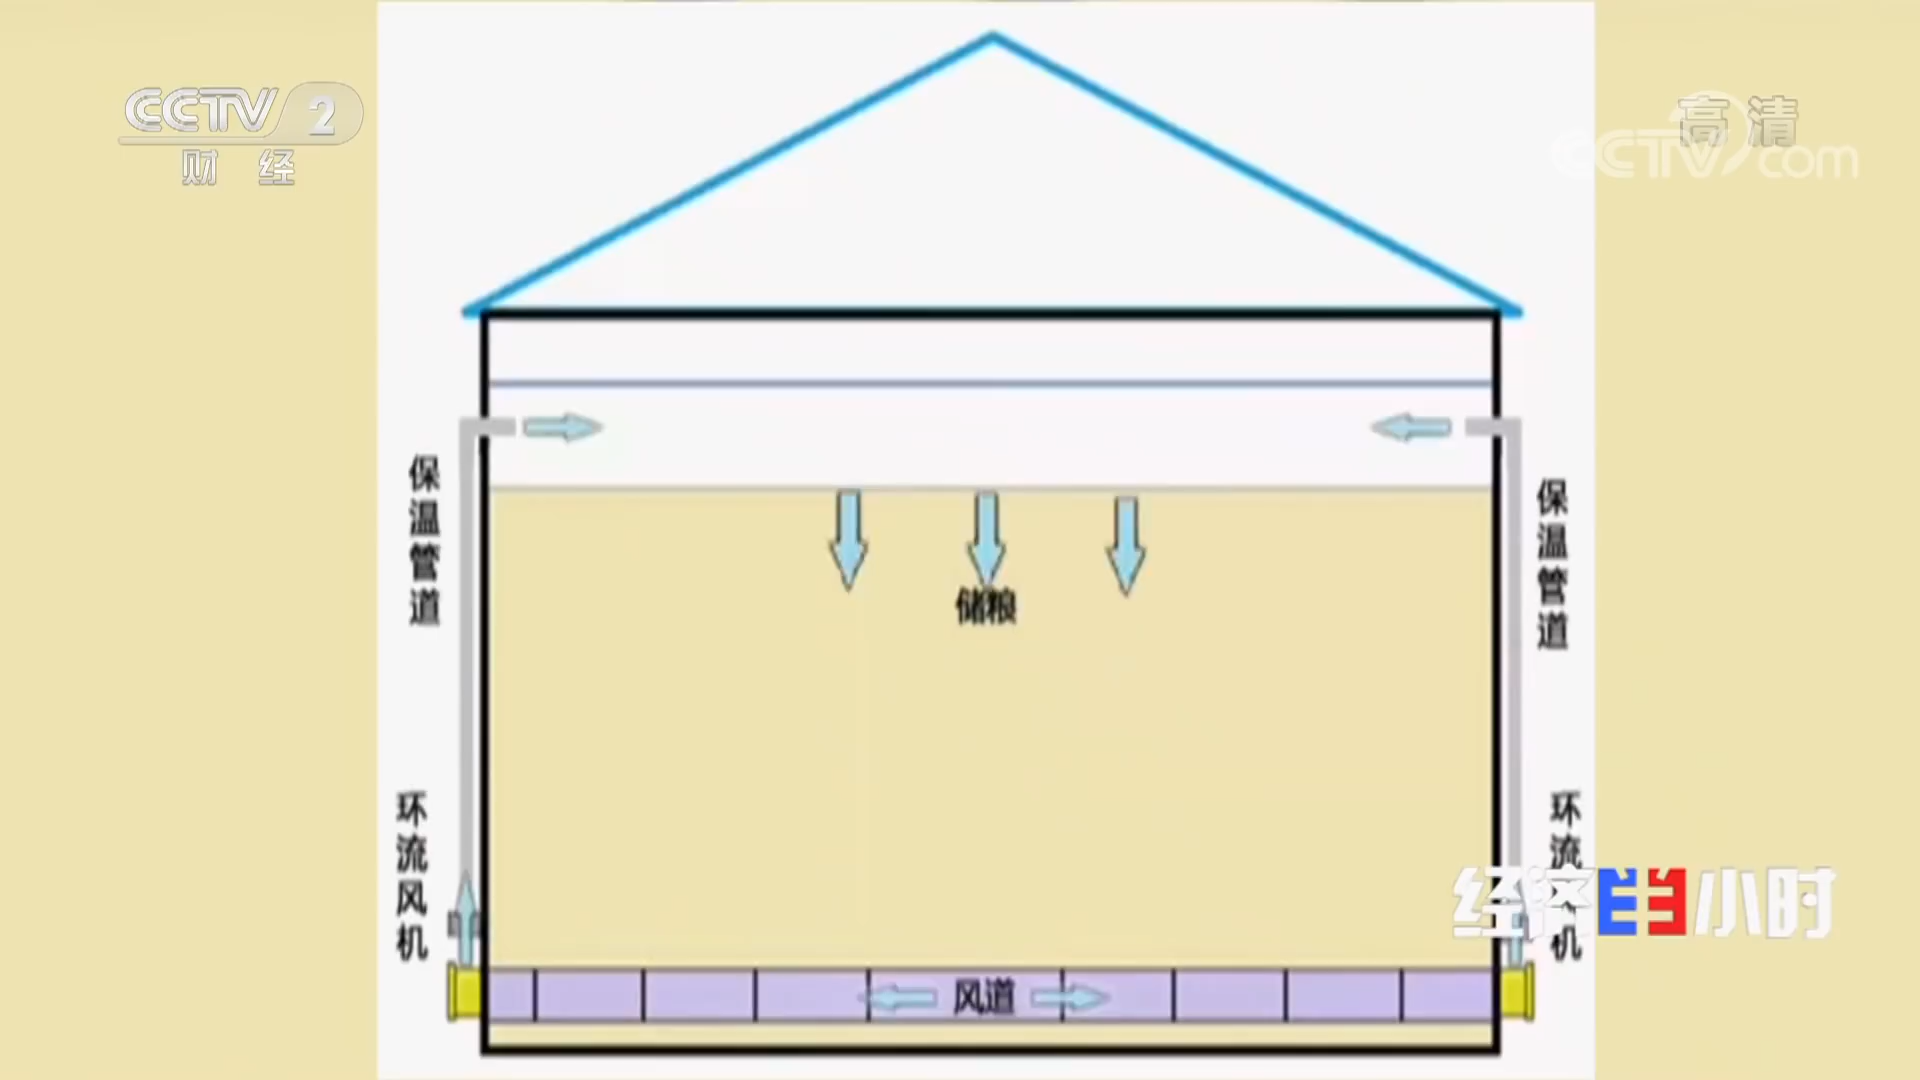 CCTV 2
财 经
高清
CCTV.com
保温管道
保温管道
储粮
环流风机
环流风机
风道
经济半小时